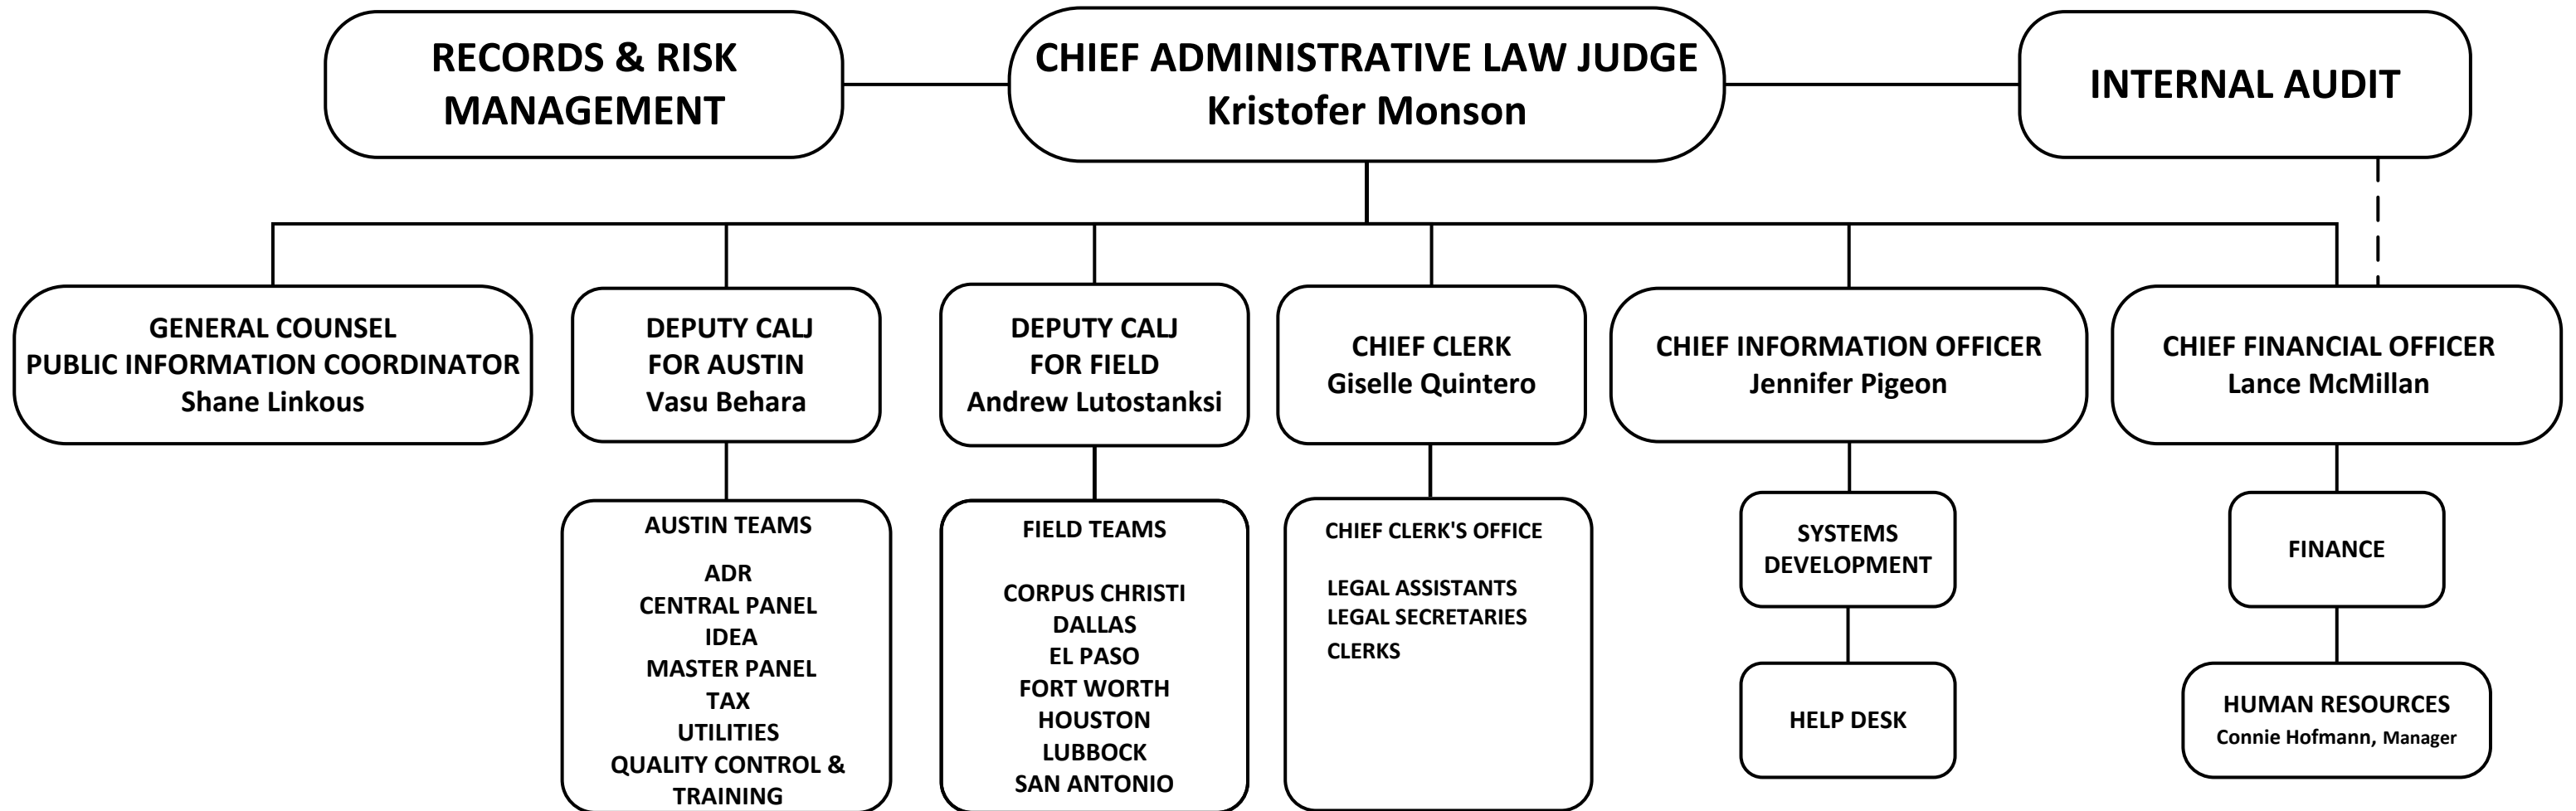 RECORDS & RISK
MANAGEMENT
CHIEF ADMINISTRATIVE LAW JUDGE
Kristofer Monson
INTERNAL AUDIT
GENERAL COUNSEL
PUBLIC INFORMATION COORDINATOR
Shane Linkous
DEPUTY CALJ
FOR AUSTIN
Vasu Behara
DEPUTY CALJ
FOR FIELD
Andrew Lutostanksi
CHIEF CLERK
Giselle Quintero
CHIEF INFORMATION OFFICER
Jennifer Pigeon
CHIEF FINANCIAL OFFICER
Lance McMillan
AUSTIN TEAMS
ADR
CENTRAL PANEL
IDEA
MASTER PANEL
TAX
UTILITIES
QUALITY CONTROL &
TRAINING
FIELD TEAMS
CORPUS CHRISTI
DALLAS
EL PASO
FORT WORTH
HOUSTON
LUBBOCK
SAN ANTONIO
CHIEF CLERK'S OFFICE
LEGAL ASSISTANTS
LEGAL SECRETARIES
CLERKS
SYSTEMS
DEVELOPMENT
HELP DESK
FINANCE
HUMAN RESOURCES
Connie Hofmann, Manager